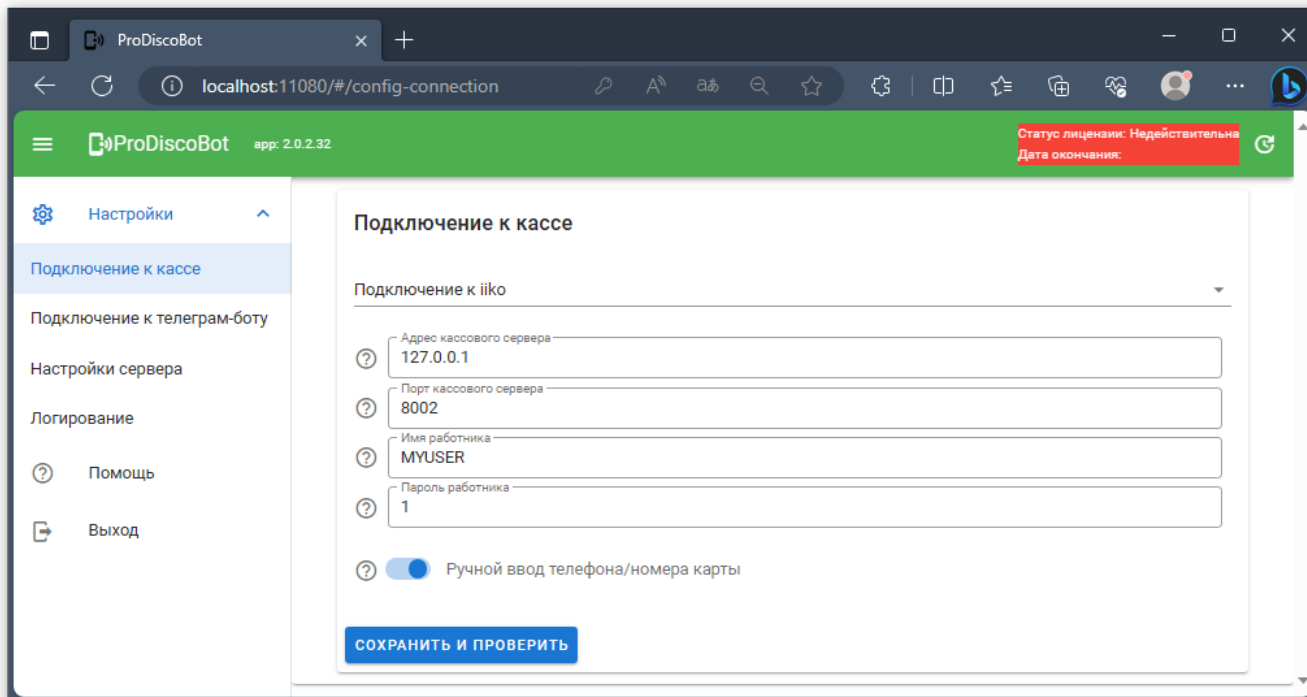 ProDiscoBot
localhost:11080/#/config-connection
ProDiscoBot app: 2.0.2.32
Статус лицензии: Недействительна
Дата окончания:
Настройки
Подключение к кассе
Подключение к телеграм-боту
Настройки сервера
Логирование
Помощь
Выход
Подключение к кассе
Подключение к iiko
Адрес кассового сервера
127.0.0.1
Порт кассового сервера
8002
Имя работника
MYUSER
Пароль работника
1
Ручной ввод телефона/номера карты
СОХРАНИТЬ И ПРОВЕРИТЬ